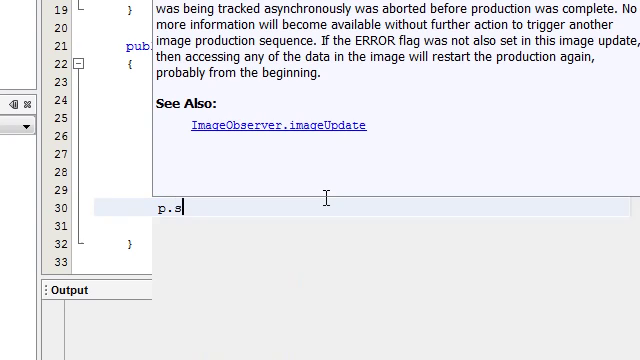 was being tracked asynchronously was aborted before production was complete. No
more information will become available without further action to trigger another
image production sequence. If the ERROR flag was not also set in this image update,
then accessing any of the data in the image will restart the production again,
probably from the beginning.
See Also:
ImageObserver.imageUpdate
19 }
20
21 publ
22 {
23
24
25
26
27
28
29
30 p.s
31
32 }
33
Output